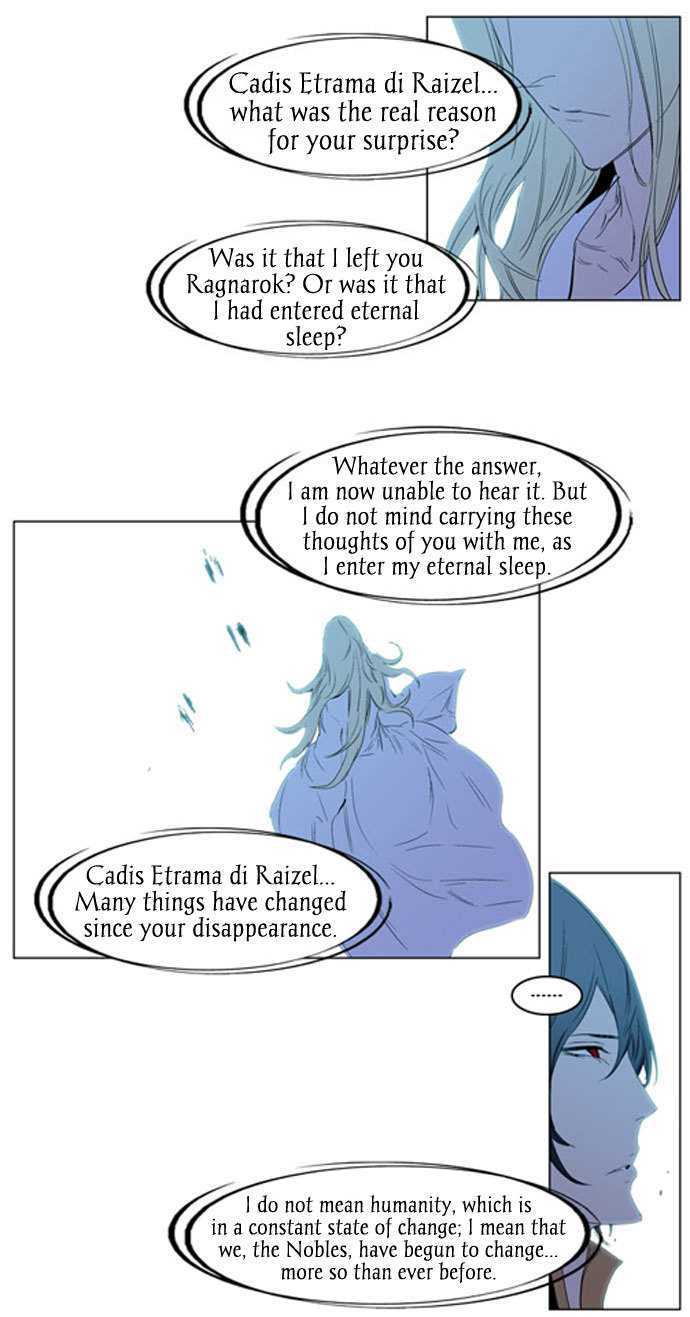 Cadis Etrama di Raizel...
what was the real reason
for your surprise?
Was it that I left you
Ragnarok? Or was it that
I had entered eternal
sleep?
Whatever the answer,
I am now unable to hear it. But
I do not mind carrying these
thoughts of you with me, as
I enter my eternal sleep.
Cadis Etrama di Raizel...
Many things have changed
since your disappearance.
------
I do not mean humanity, which is
in a constant state of change; I mean that
we, the Nobles, have begun to change...
more so than ever before.